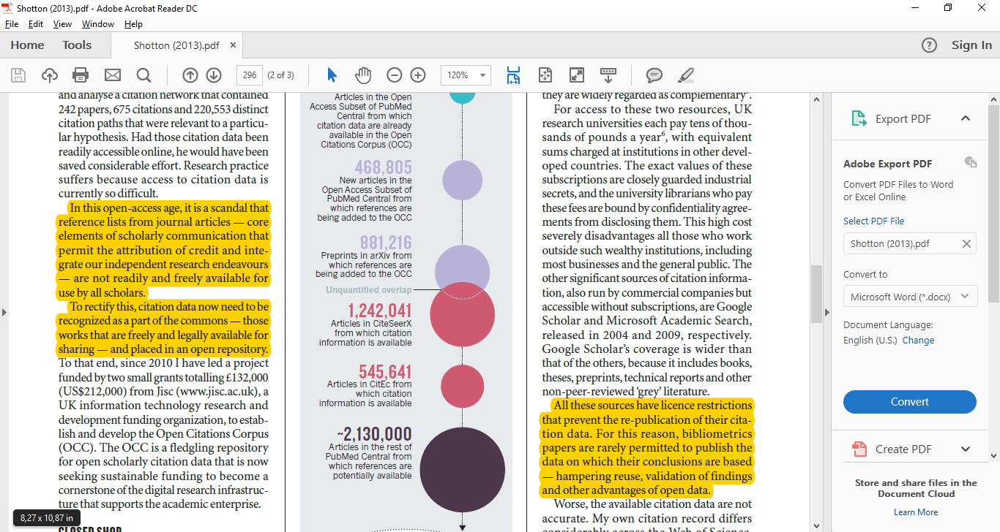 Shotton (2013).pdf - Adobe Acrobat Reader DC
File Edit View Window Help
Home Tools Shotton (2013).pdf × ? Sign In
296 (2 of 3) 120%
and analyse a citation network that contained
242 papers, 675 citations and 220,553 distinct
citation paths that were relevant to a particu-
lar hypothesis. Had those citation data been
readily accessible online, he would have been
saved considerable effort. Research practice
suffers because access to citation data is
currently so difficult.
In this open-access age, it is a scandal that
reference lists from journal articles — core
elements of scholarly communication that
permit the attribution of credit and inte-
grate our independent research endeavours
— are not readily and freely available for
use by all scholars.
To rectify this, citation data now need to be
recognized as a part of the commons — those
works that are freely and legally available for
sharing — and placed in an open repository.
To that end, since 2010 I have led a project
funded by two small grants totalling £132,000
(US$212,000) from Jisc (www.jisc.ac.uk), a
UK information technology research and
development funding organization, to estab-
lish and develop the Open Citations Corpus
(OCC). The OCC is a fledgling repository
for open scholarly citation data that is now
seeking sustainable funding to become a
cornerstone of the digital research infrastruc-
ture that supports the academic enterprise.
CLOSED SHOP
8,27 x 10,87 in
Articles in the Open
Access Subset of PubMed
Central from which
citation data are already
available in the Open
Citations Corpus (OCC)
468,805
New articles in the
Open Access Subset of
PubMed Central from
which references are
being added to the OCC
881,216
Preprints in arXiv from
which references are
being added to the OCC
Unquantified overlap
1,242,041
Articles in CiteSeerX
from which citation
information is available
545,641
Articles in CitEc from
which citation
information is available
~2,130,000
Articles in the rest of
PubMed Central from
which references are
potentially available
they are widely regarded as complementary
For access to these two resources, UK
research universities each pay tens of thou-
sands of pounds a year⁶, with equivalent
sums charged at institutions in other devel-
oped countries. The exact values of these
subscriptions are closely guarded industrial
secrets, and the university librarians who pay
these fees are bound by confidentiality agree-
ments from disclosing them. This high cost
severely disadvantages all those who work
outside such wealthy institutions, including
most businesses and the general public. The
other significant sources of citation informa-
tion, also run by commercial companies but
accessible without subscriptions, are Google
Scholar and Microsoft Academic Search,
released in 2004 and 2009, respectively.
Google Scholar's coverage is wider than
that of the others, because it includes books,
theses, preprints, technical reports and other
non-peer-reviewed 'grey' literature.
All these sources have licence restrictions
that prevent the re-publication of their cita-
tion data. For this reason, bibliometrics
papers are rarely permitted to publish the
data on which their conclusions are based
— hampering reuse, validation of findings
and other advantages of open data.
Worse, the available citation data are not
accurate. My own citation record differs
considerably across the Web of Science,
Export PDF
Adobe Export PDF
Convert PDF Files to Word
or Excel Online
Select PDF File
Shotton (2013).pdf
Convert to
Microsoft Word (*.docx)
Document Language:
English (U.S.) Change
Convert
Create PDF
Store and share files in the
Document Cloud
Learn More